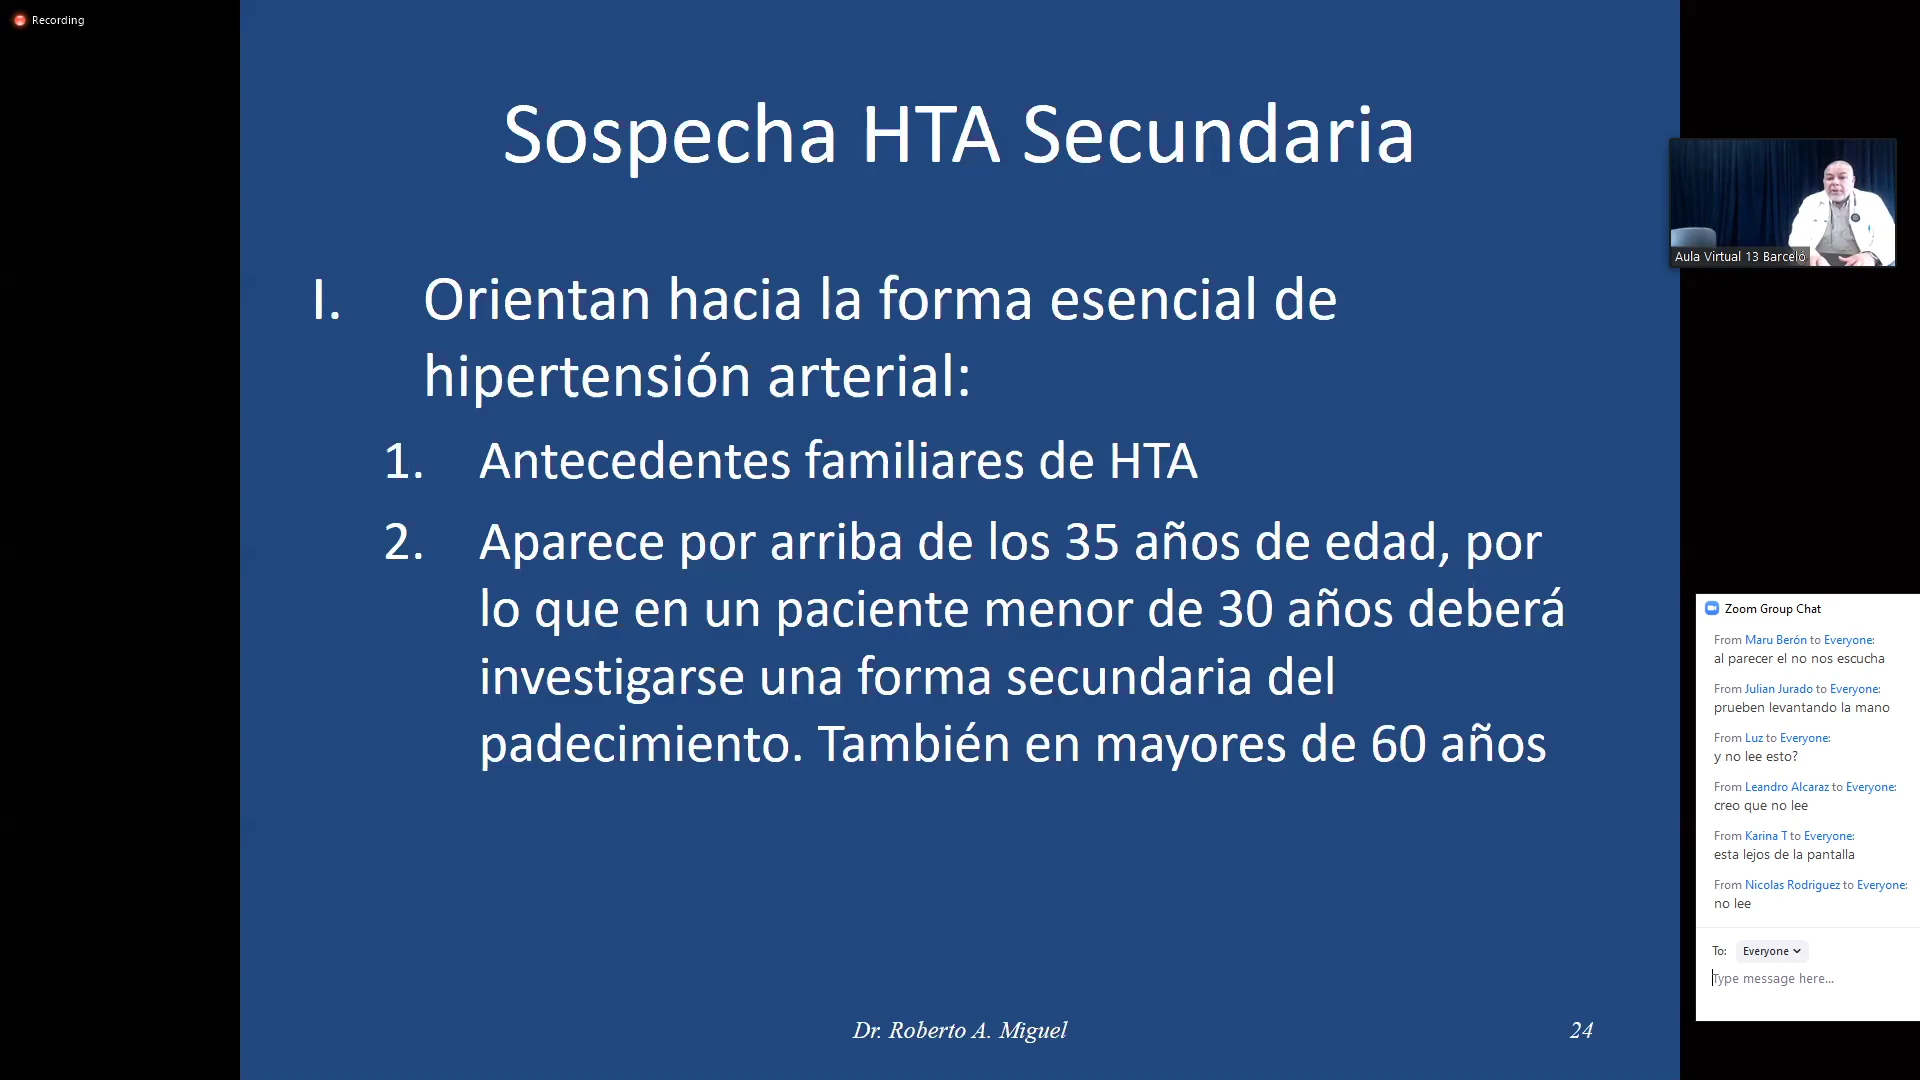 Recording
Sospecha HTA Secundaria
I. Orientan hacia la forma esencial de
hipertensión arterial:
1. Antecedentes familiares de HTA
2. Aparece por arriba de los 35 años de edad, por
lo que en un paciente menor de 30 años deberá
investigarse una forma secundaria del
padecimiento. También en mayores de 60 años
Dr. Roberto A. Miguel
24
Aula Virtual 13 Barceló
Zoom Group Chat
From Maru Berón to Everyone:
al parecer el no nos escucha
From Julian Jurado to Everyone:
prueben levantando la mano
From Luz to Everyone:
y no lee esto?
From Leandro Alcaraz to Everyone:
creo que no lee
From Karina T to Everyone:
esta lejos de la pantalla
From Nicolas Rodriguez to Everyone:
no lee
To: Everyone
Type message here...